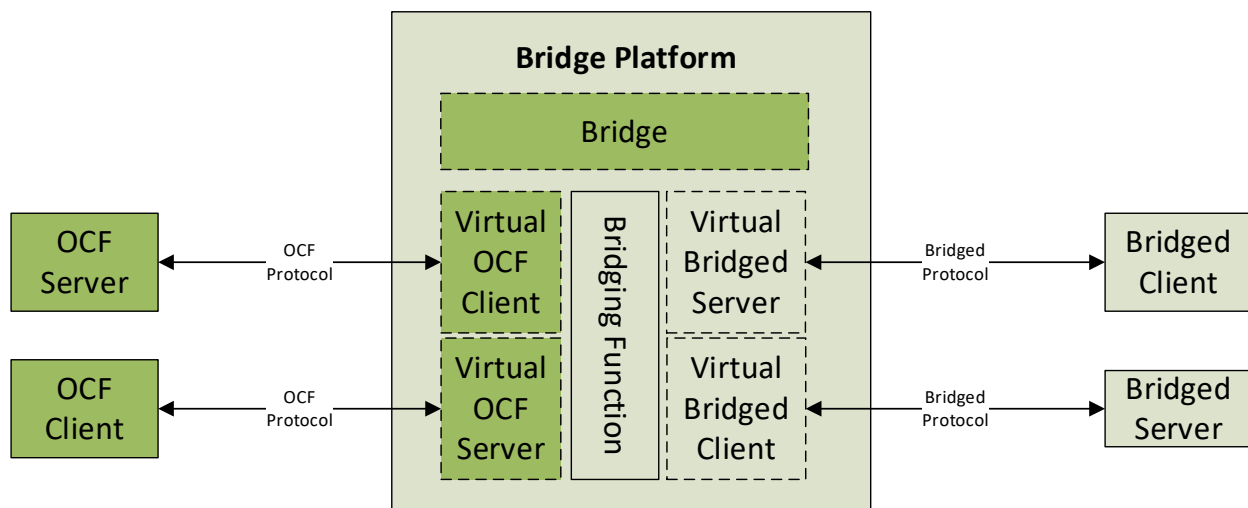 Bridge Platform
Bridge
OCF
Server
OCF
Protocol
Virtual
OCF
Client
Bridging Function
Virtual
Bridged
Server
Bridged
Protocol
Bridged
Client
OCF
Client
OCF
Protocol
Virtual
OCF
Server
Virtual
Bridged
Client
Bridged
Protocol
Bridged
Server